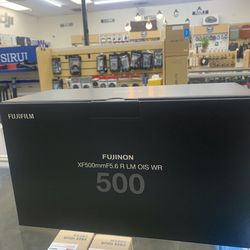 SIRUI
FUJIFILM
FUJINON
XF500mmF5.6 R LM OIS WR
500